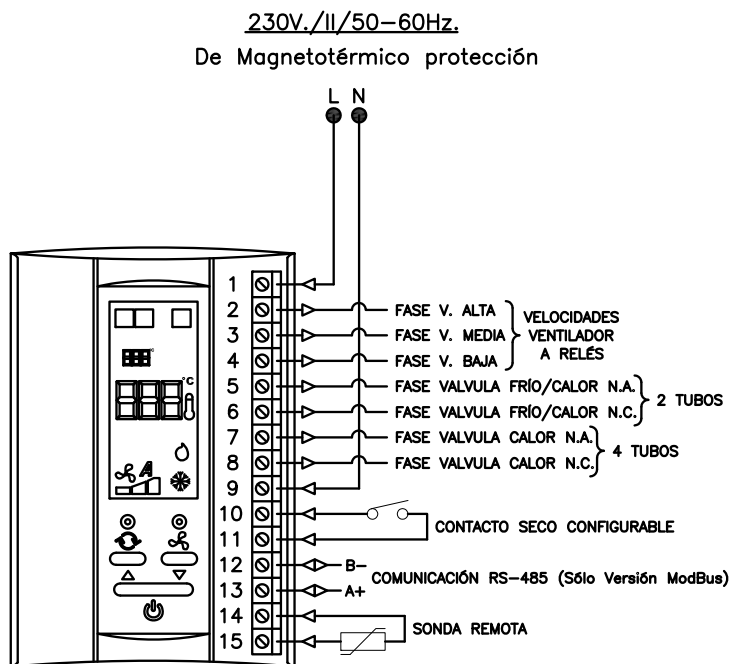 230V./II/50-60Hz.
De Magnetotérmico protección
L N
1
2 FASE V. ALTA
3 FASE V. MEDIA
4 FASE V. BAJA
VELOCIDADES
VENTILADOR
A RELÉS
5 FASE VALVULA FRÍO/CALOR N.A.
6 FASE VALVULA FRÍO/CALOR N.C.
2 TUBOS
7 FASE VALVULA CALOR N.A.
8 FASE VALVULA CALOR N.C.
4 TUBOS
9
10
11
CONTACTO SECO CONFIGURABLE
12 B-
13 A+
COMUNICACIÓN RS-485 (Sólo Versión ModBus)
14
15
SONDA REMOTA
°C
888
°C
A